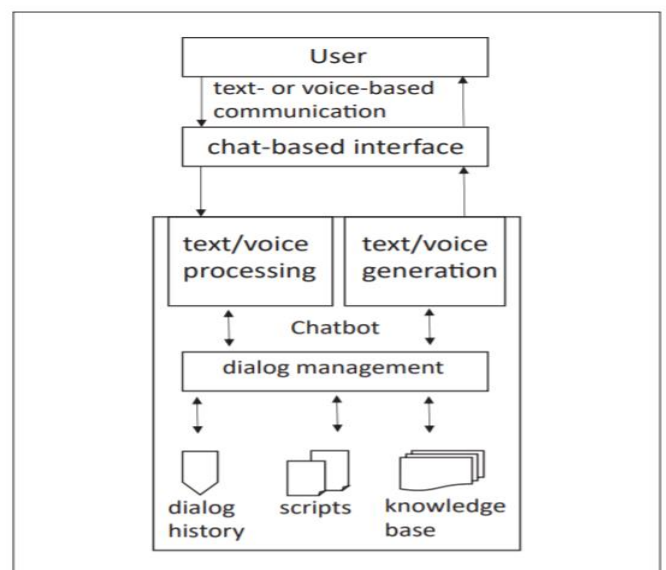 User
text- or voice-based
communication
chat-based interface
text/voice
processing
text/voice
generation
Chatbot
dialog management
dialog
history
scripts
knowledge
base